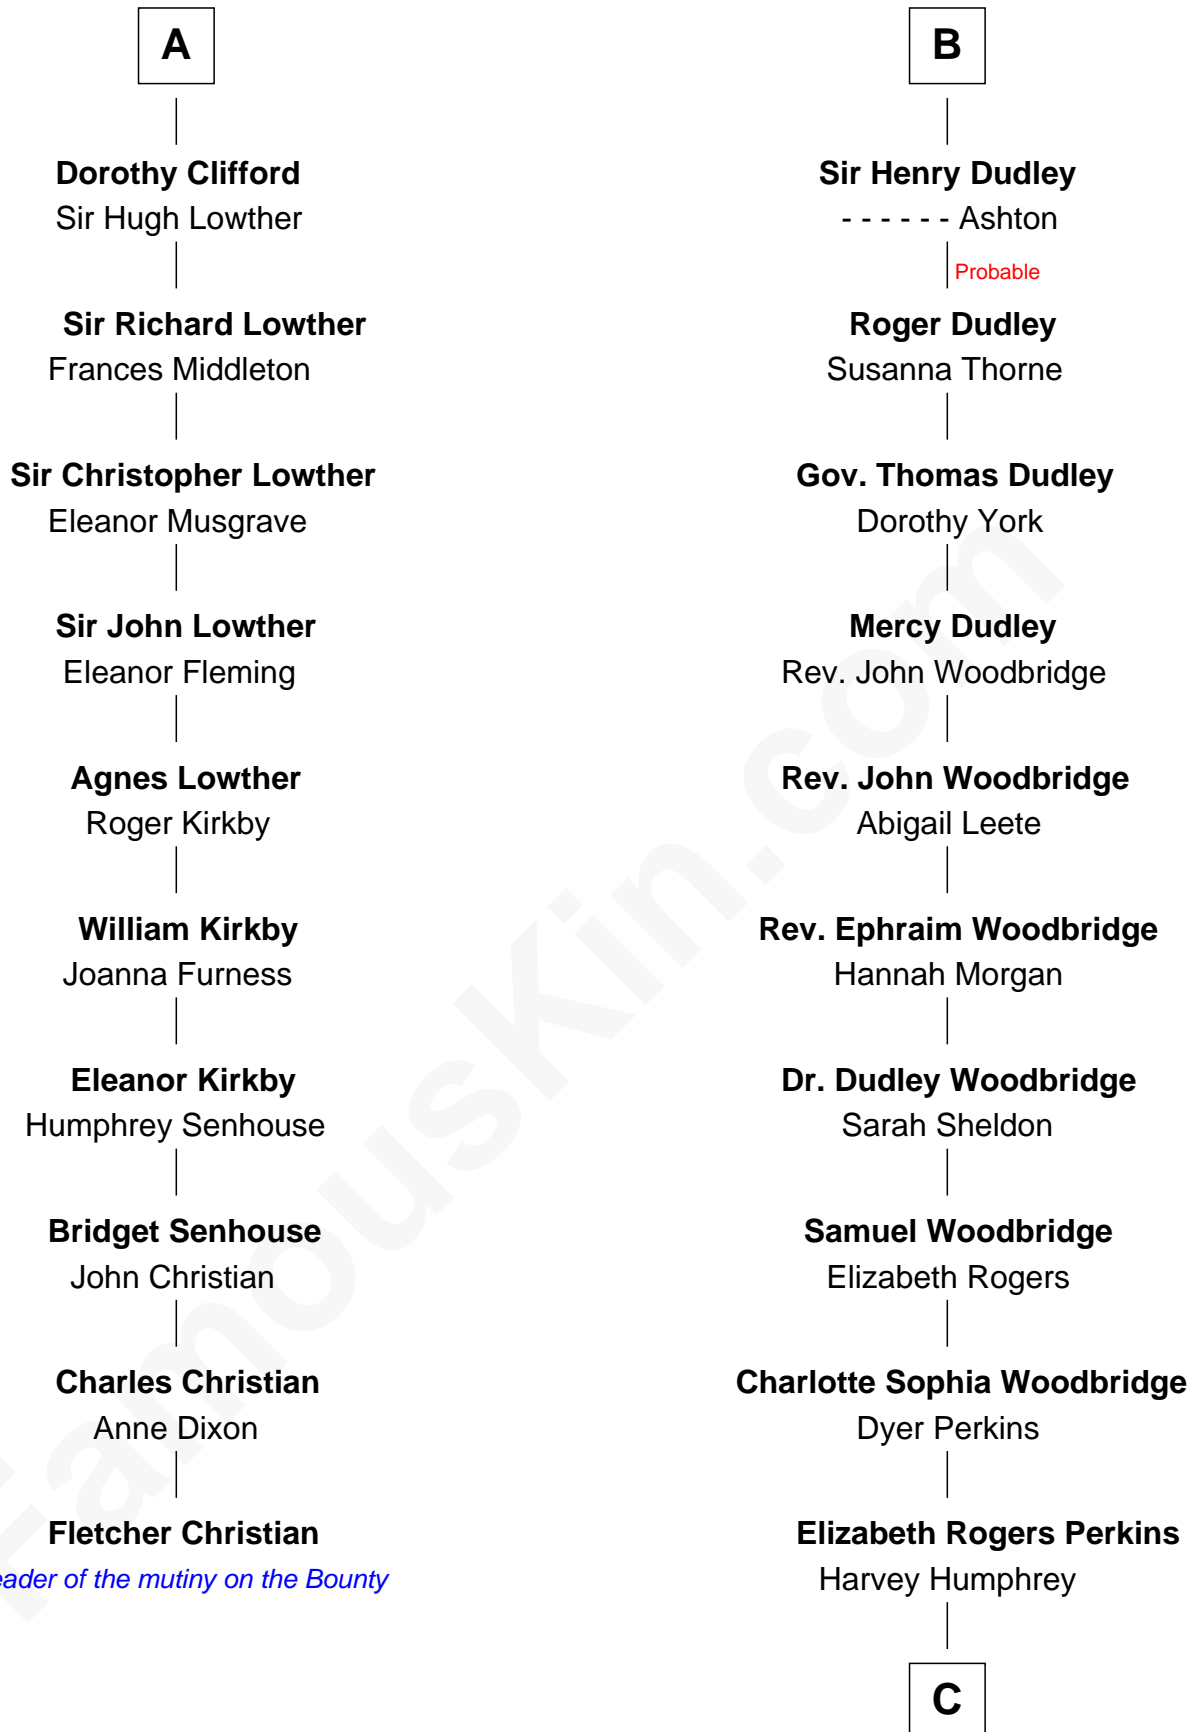 A
Dorothy Clifford
Sir Hugh Lowther
Sir Richard Lowther
Frances Middleton
Sir Christopher Lowther
Eleanor Musgrave
Sir John Lowther
Eleanor Fleming
Agnes Lowther
Roger Kirkby
William Kirkby
Joanna Furness
Eleanor Kirkby
Humphrey Senhouse
Bridget Senhouse
John Christian
Charles Christian
Anne Dixon
Fletcher Christian
eader of the mutiny on the Bounty
B
Sir Henry Dudley
- - - - - - Ashton
Probable
Roger Dudley
Susanna Thorne
Gov. Thomas Dudley
Dorothy York
Mercy Dudley
Rev. John Woodbridge
Rev. John Woodbridge
Abigail Leete
Rev. Ephraim Woodbridge
Hannah Morgan
Dr. Dudley Woodbridge
Sarah Sheldon
Samuel Woodbridge
Elizabeth Rogers
Charlotte Sophia Woodbridge
Dyer Perkins
Elizabeth Rogers Perkins
Harvey Humphrey
C
FamousKin.com